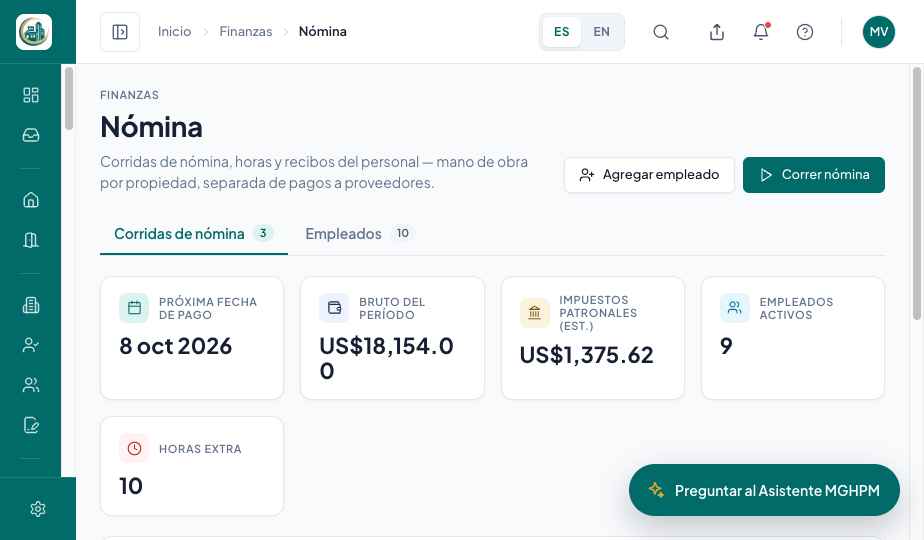 Inicio
Finanzas
Nómina
ES
EN
MV
FINANZAS
Nómina
Corridas de nómina, horas y recibos del personal — mano de obra
por propiedad, separada de pagos a proveedores.
Agregar empleado
Correr nómina
Corridas de nómina 3
Empleados 10
PRÓXIMA FECHA
DE PAGO
8 oct 2026
BRUTO DEL
PERÍODO
US$18,154.0
0
IMPUESTOS
PATRONALES
(EST.)
US$1,375.62
EMPLEADOS
ACTIVOS
9
HORAS EXTRA
10
Preguntar al Asistente MGHPM